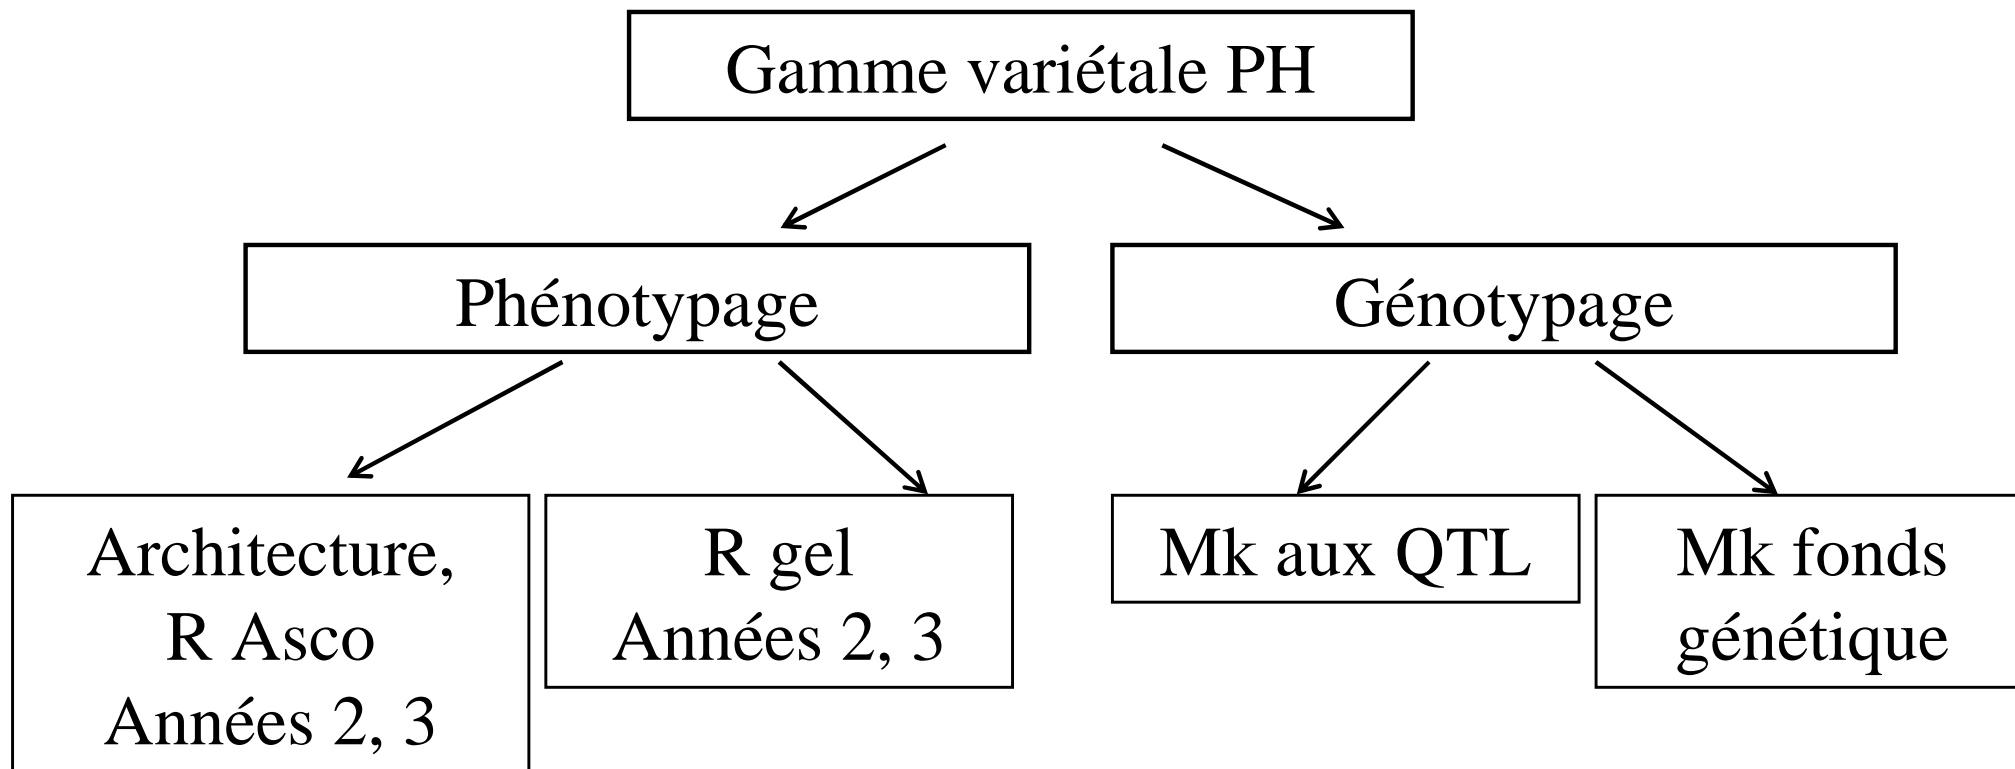 Gamme variétale PH
Phénotypage
Génotypage
Architecture,
R Asco
Années 2, 3
R gel
Années 2, 3
Mk aux QTL
Mk fonds
génétique